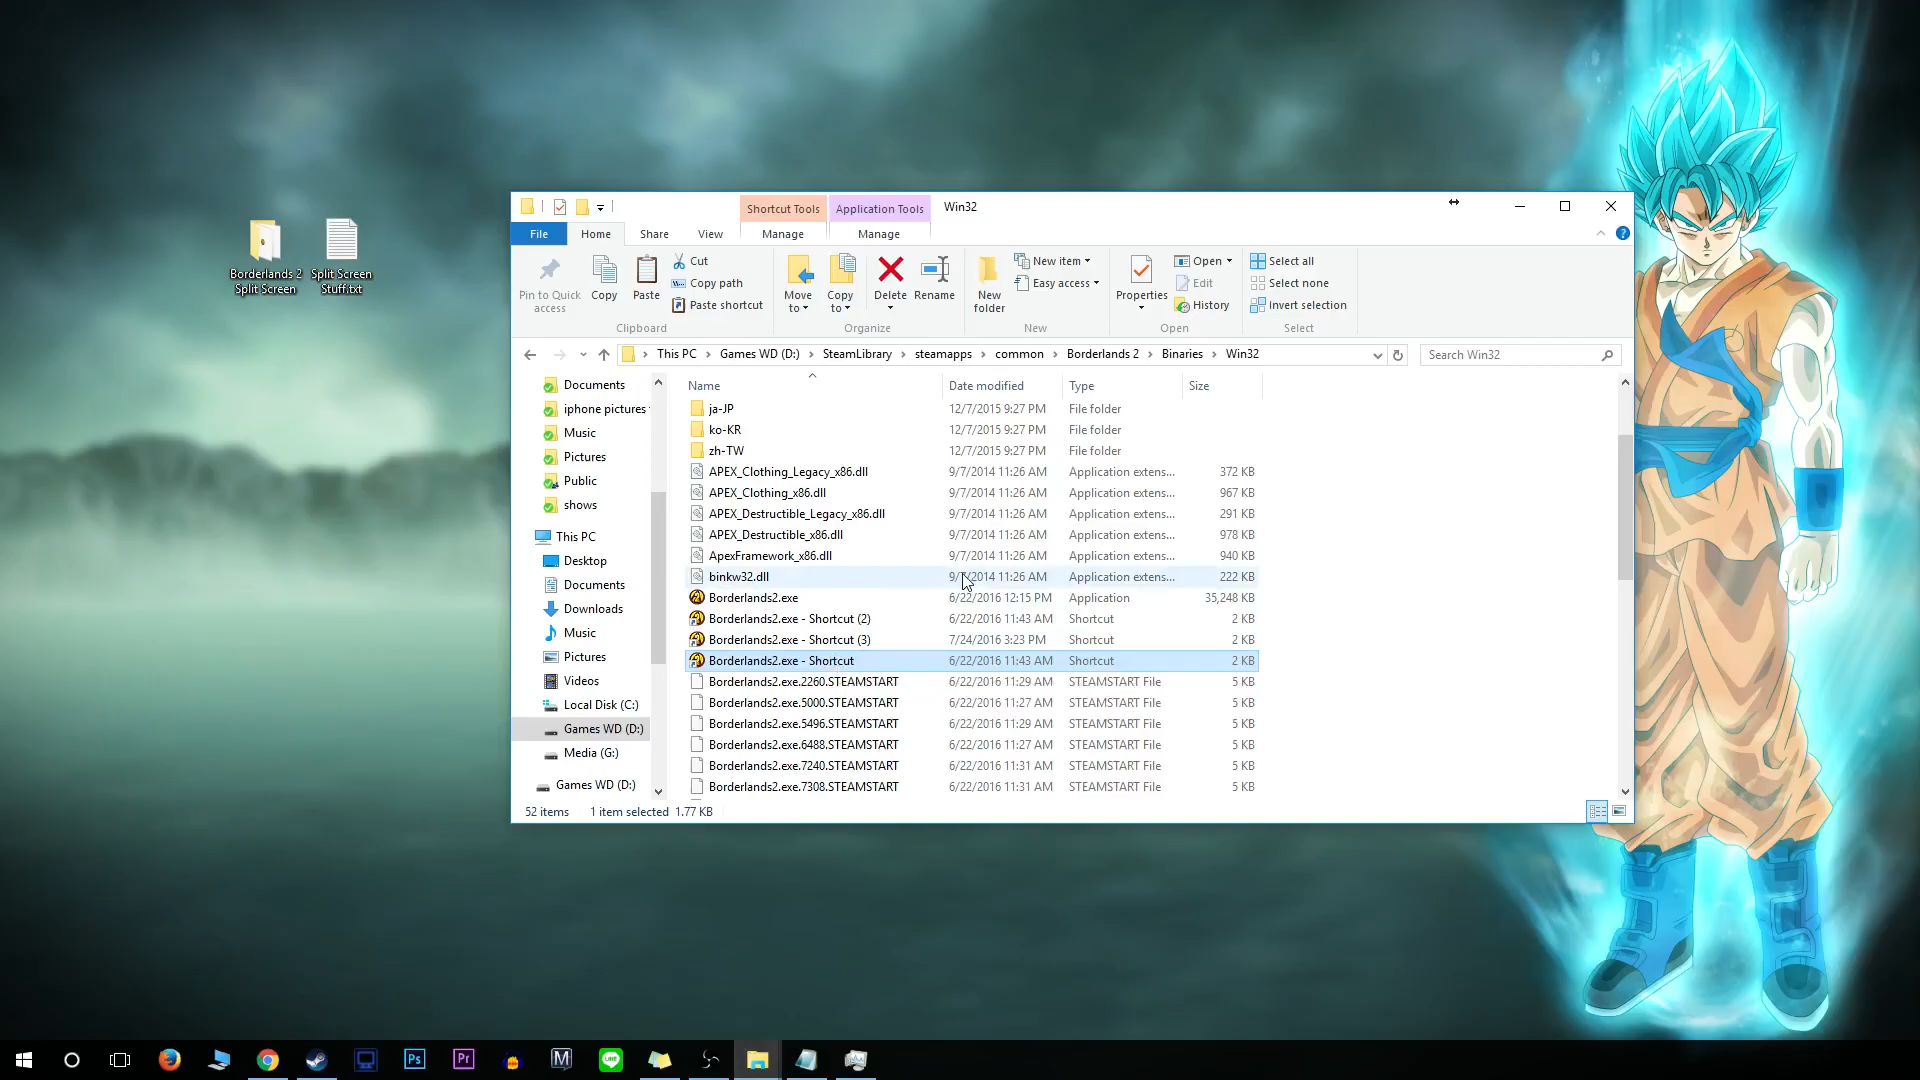 Borderlands 2
Split Screen
Split Screen
Stuff.txt
Shortcut Tools
Application Tools
Win32
File
Home
Share
View
Manage
Manage
Pin to Quick
access
Copy
Paste
Cut
Copy path
Paste shortcut
Move
to
Copy
to
Delete
Rename
New
folder
New item
Easy access
Properties
Open
Edit
History
Select all
Select none
Invert selection
Clipboard
Organize
New
Open
Select
This PC
Games WD (D:)
SteamLibrary
steamapps
common
Borderlands 2
Binaries
Win32
Search Win32
Documents
iphone pictures
Music
Pictures
Public
shows
This PC
Desktop
Documents
Downloads
Music
Pictures
Videos
Local Disk (C:)
Games WD (D:)
Media (G:)
Games WD (D:)
Name Date modified Type Size
ja-JP 12/7/2015 9:27 PM File folder
ko-KR 12/7/2015 9:27 PM File folder
zh-TW 12/7/2015 9:27 PM File folder
APEX_Clothing_Legacy_x86.dll 9/7/2014 11:26 AM Application extens... 372 KB
APEX_Clothing_x86.dll 9/7/2014 11:26 AM Application extens... 967 KB
APEX_Destructible_Legacy_x86.dll 9/7/2014 11:26 AM Application extens... 291 KB
APEX_Destructible_x86.dll 9/7/2014 11:26 AM Application extens... 978 KB
ApexFramework_x86.dll 9/7/2014 11:26 AM Application extens... 940 KB
binkw32.dll 9/7/2014 11:26 AM Application extens... 222 KB
Borderlands2.exe 6/22/2016 12:15 PM Application 35,248 KB
Borderlands2.exe - Shortcut (2) 6/22/2016 11:43 AM Shortcut 2 KB
Borderlands2.exe - Shortcut (3) 7/24/2016 3:23 PM Shortcut 2 KB
Borderlands2.exe - Shortcut 6/22/2016 11:43 AM Shortcut 2 KB
Borderlands2.exe.2260.STEAMSTART 6/22/2016 11:29 AM STEAMSTART File 5 KB
Borderlands2.exe.5000.STEAMSTART 6/22/2016 11:27 AM STEAMSTART File 5 KB
Borderlands2.exe.5496.STEAMSTART 6/22/2016 11:29 AM STEAMSTART File 5 KB
Borderlands2.exe.6488.STEAMSTART 6/22/2016 11:27 AM STEAMSTART File 5 KB
Borderlands2.exe.7240.STEAMSTART 6/22/2016 11:31 AM STEAMSTART File 5 KB
Borderlands2.exe.7308.STEAMSTART 6/22/2016 11:31 AM STEAMSTART File 5 KB
52 items 1 item selected 1.77 KB
Ps
Pr
M
LINE